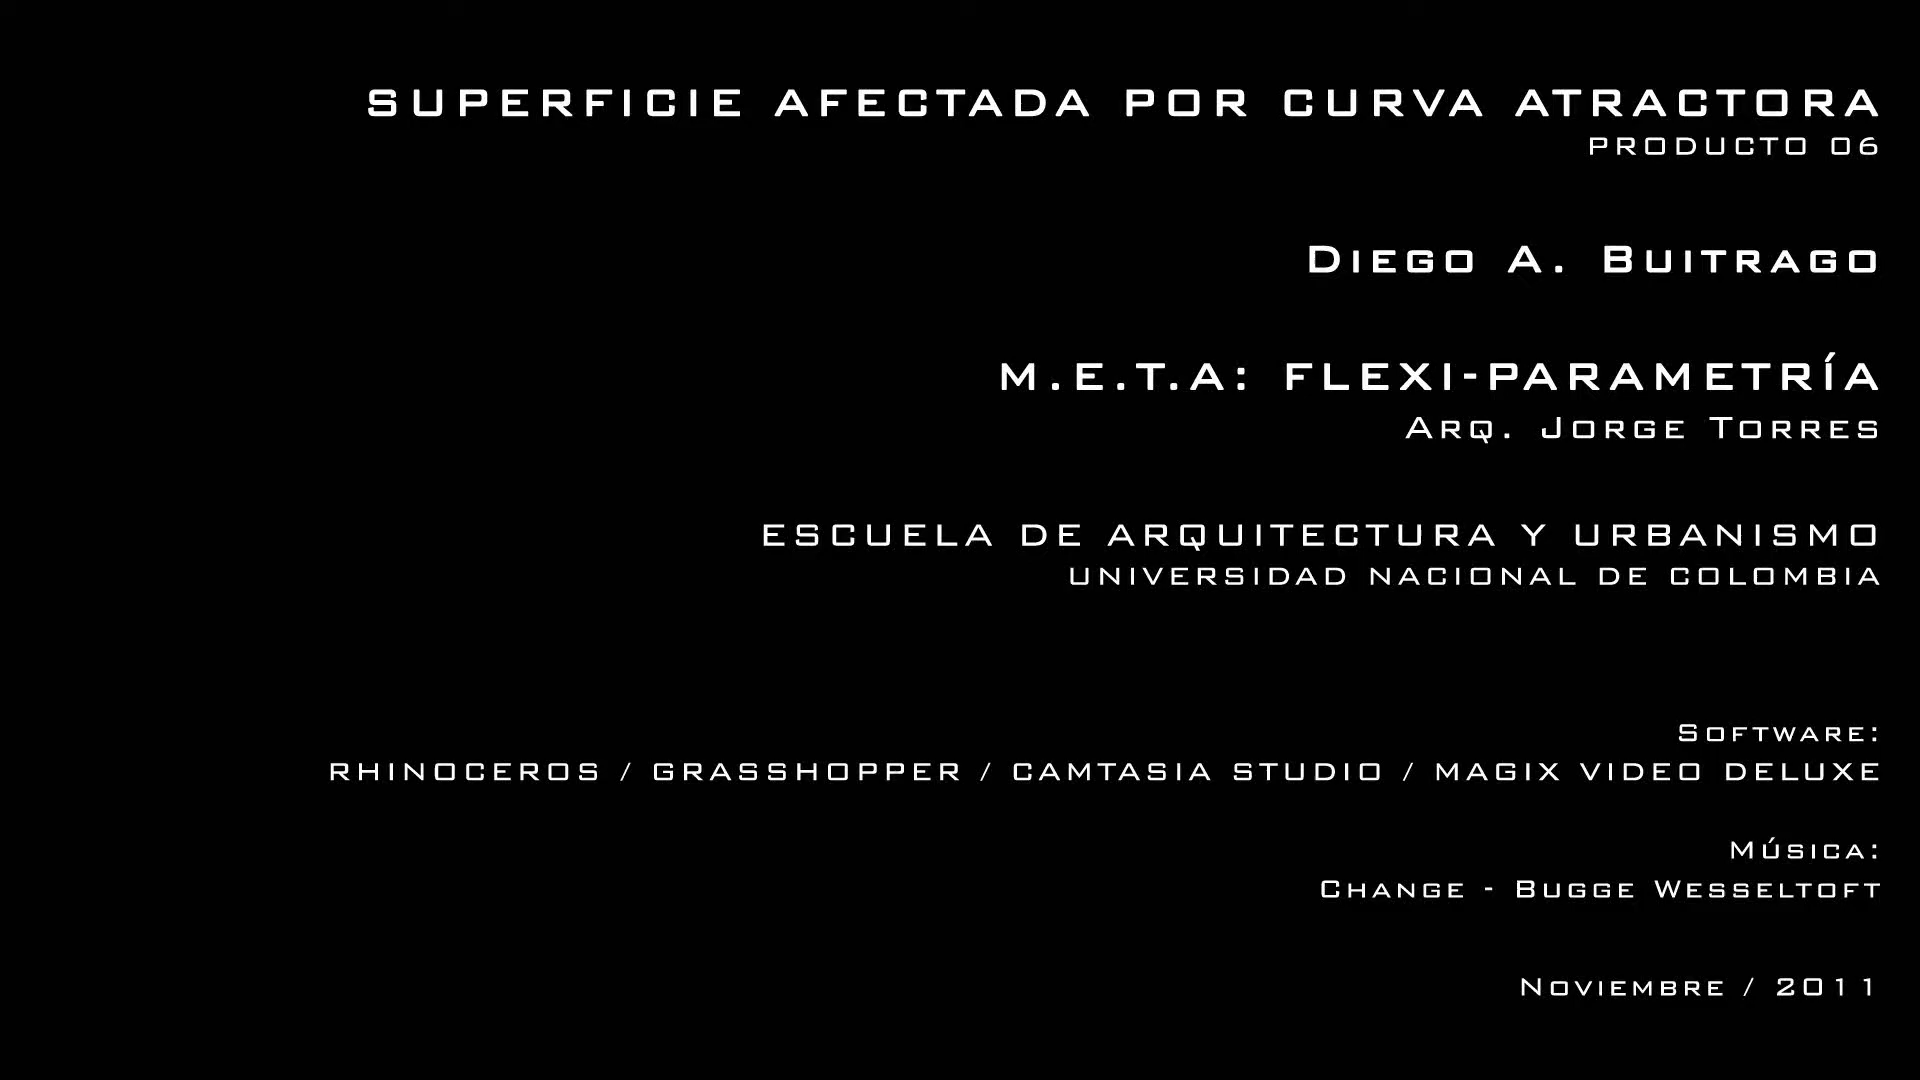 SUPERFICIE AFECTADA POR CURVA ATRACTORA
PRODUCTO 06
Diego A. Buitrago
M.E.T.A: FLEXI-PARAMETRÍA
Arq. Jorge Torres
ESCUELA DE ARQUITECTURA Y URBANISMO
UNIVERSIDAD NACIONAL DE COLOMBIA
Software:
RHINOCEROS / GRASSHOPPER / CAMTASIA STUDIO / MAGIX VIDEO DELUXE
Música:
Change - Bugge Wesseltoft
Noviembre / 2011